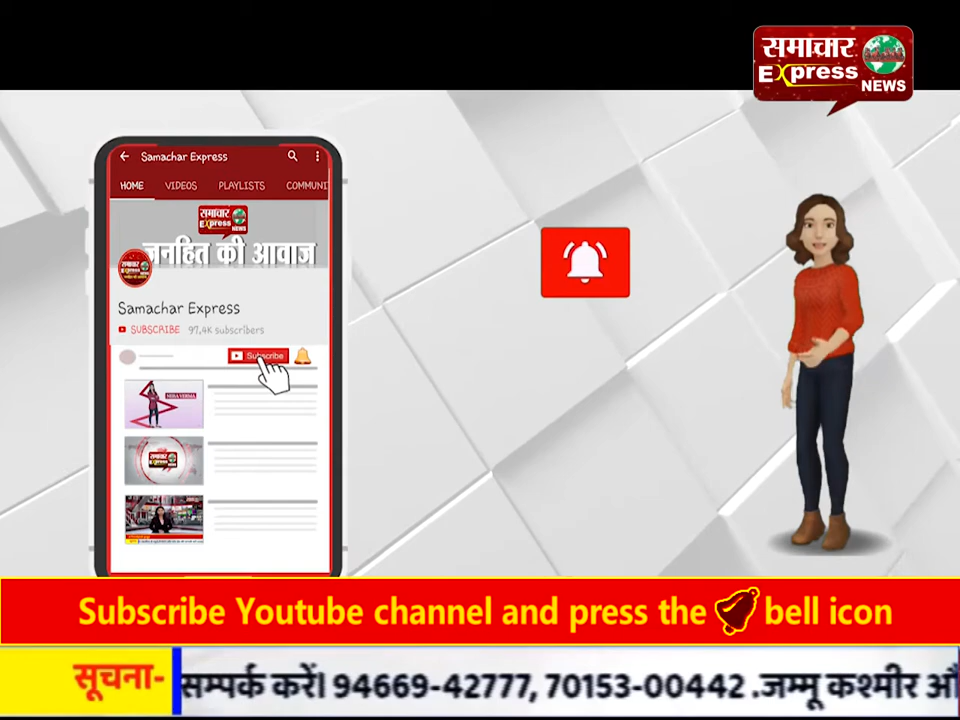 समाचार
Express
NEWS
Samachar Express
HOME VIDEOS PLAYLISTS COMMUNI
समाचार
Express
NEWS
जनहित की आवाज
Samachar Express
SUBSCRIBE 97,4K subscribers
Subscribe
Subscribe Youtube channel and press the bell icon
सूचना- सम्पर्क करें। 94669-42777, 70153-00442 .जम्मू कश्मीर औ